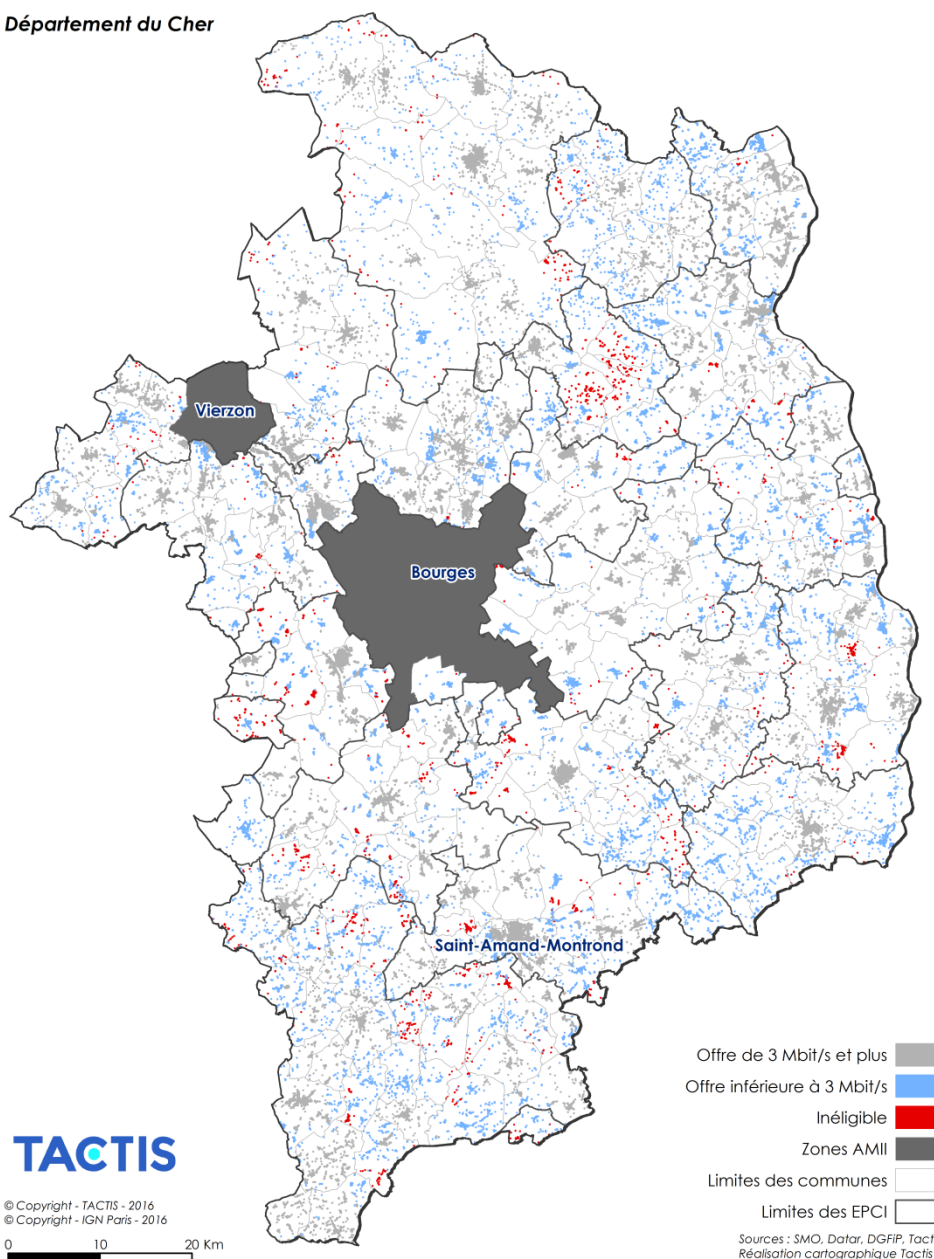 Département du Cher
Vierzon
Bourges
Saint-Amand-Montrond
Offre de 3 Mbit/s et plus
Offre inférieure à 3 Mbit/s
Inéligible
Zones AMII
Limites des communes
Limites des EPCI
TACTIS
© Copyright - TACTIS - 2016
© Copyright - IGN Paris - 2016
0 10 20 Km
Sources : SMO, Datar, DGFiP, Tact
Réalisation cartographique Tactis